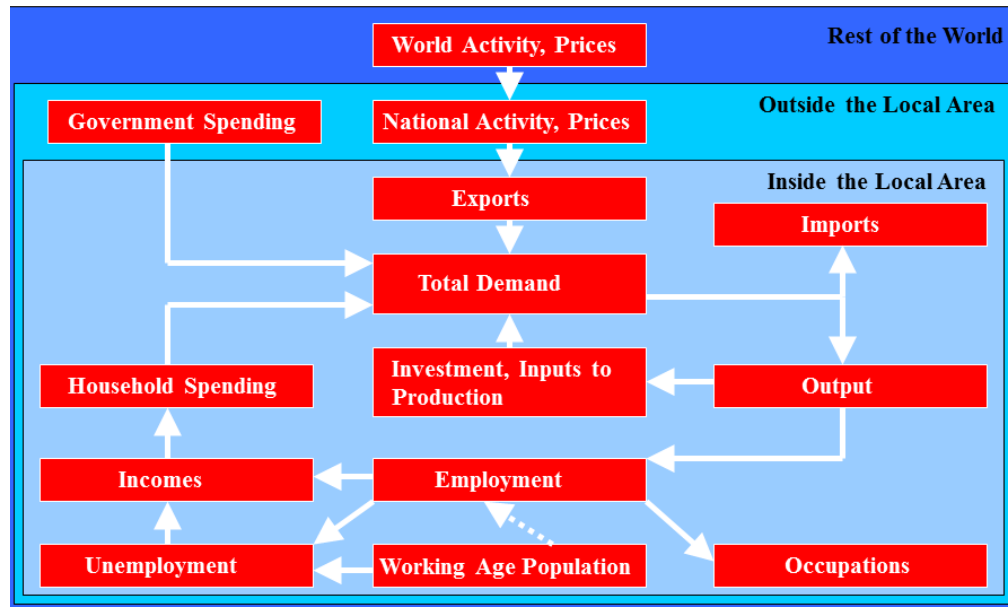 Rest of the World
World Activity, Prices
Outside the Local Area
Government Spending
National Activity, Prices
Inside the Local Area
Exports
Imports
Total Demand
Household Spending
Investment, Inputs to
Production
Output
Incomes
Employment
Unemployment
Working Age Population
Occupations